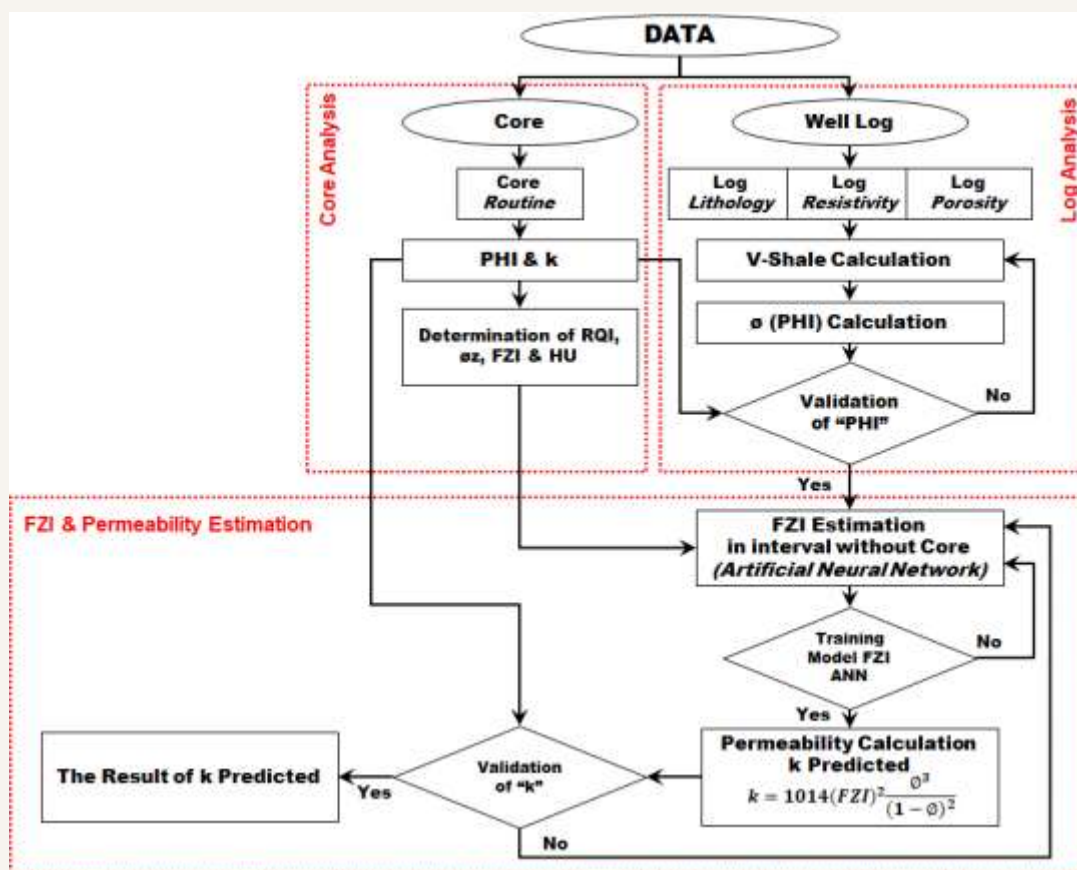 DATA
Core Analysis
Core
Core
Routine
PHI & k
Determination of RQI,
øz, FZI & HU
Log Analysis
Well Log
Log
Lithology
Log
Resistivity
Log
Porosity
V-Shale Calculation
ø (PHI) Calculation
Validation
of "PHI"
No
Yes
FZI & Permeability Estimation
FZI Estimation
in interval without Core
(Artificial Neural Network)
Training
Model FZI
ANN
No
Yes
Permeability Calculation
k Predicted
k = 1014(FZI)² ∅³/(1 − ∅)²
Validation
of "k"
Yes
No
The Result of k Predicted